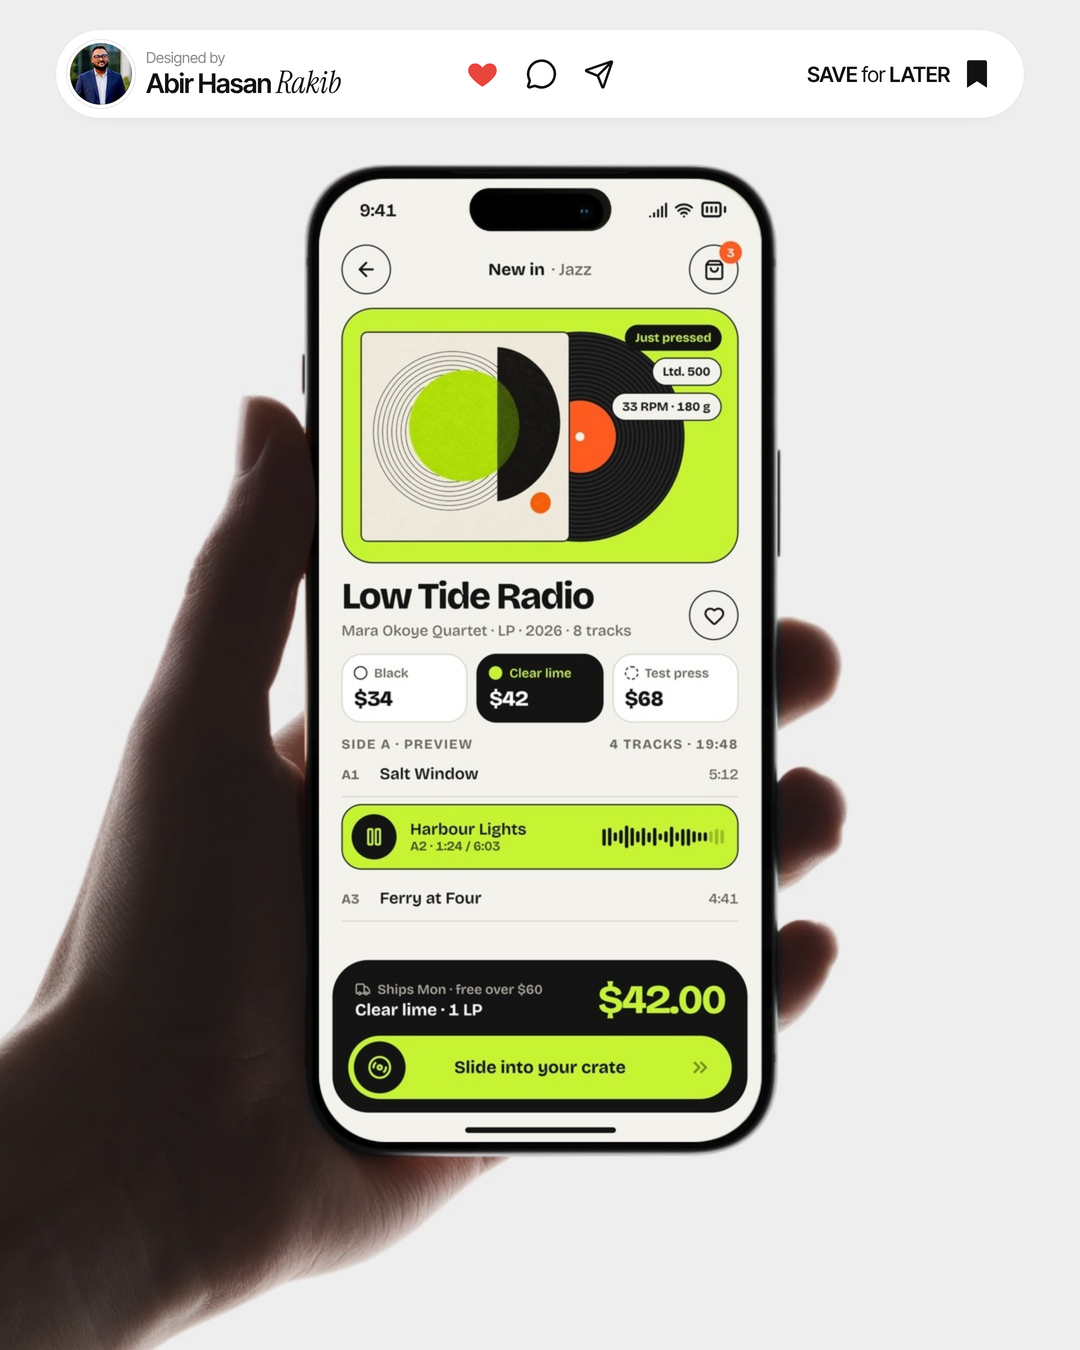 Designed by
Abir Hasan Rakib
SAVE for LATER
9:41
New in · Jazz
3
Just pressed
Ltd. 500
33 RPM · 180 g
Low Tide Radio
Mara Okoye Quartet · LP · 2026 · 8 tracks
Black
$34
Clear lime
$42
Test press
$68
SIDE A · PREVIEW
4 TRACKS · 19:48
A1 Salt Window 5:12
Harbour Lights
A2 · 1:24 / 6:03
A3 Ferry at Four 4:41
Ships Mon · free over $60
Clear lime · 1 LP
$42.00
Slide into your crate